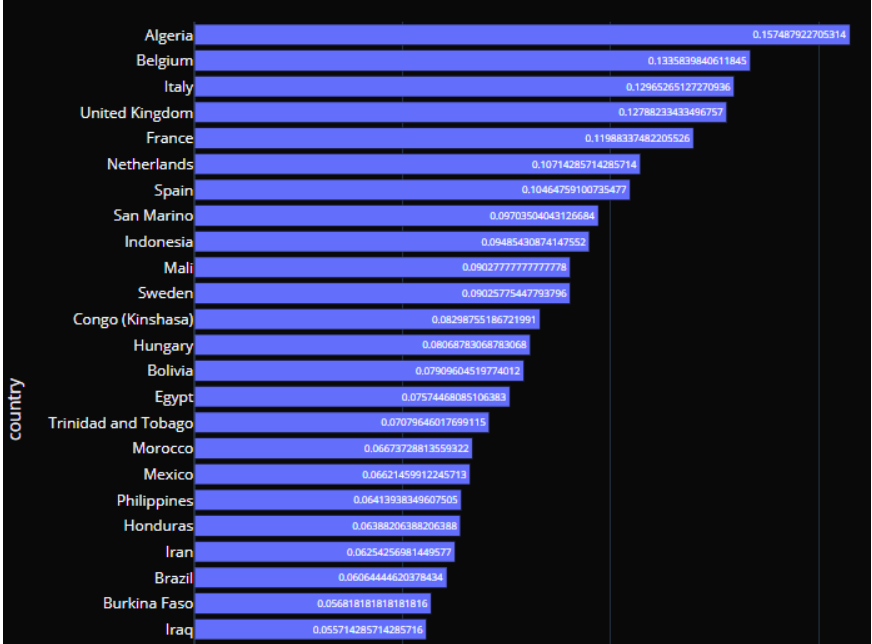 Algeria 0.157487922705314
Belgium 0.1335839840611845
Italy 0.12965265127270936
United Kingdom 0.12788233433496757
France 0.11988337482205526
Netherlands 0.10714285714285714
Spain 0.10464759100735477
San Marino 0.09703504043126684
Indonesia 0.09485430874147552
Mali 0.09027777777777778
Sweden 0.09025775447793796
Congo (Kinshasa) 0.08298755186721991
Hungary 0.08068783068783068
Bolivia 0.07909604519774012
Egypt 0.07574468085106383
Trinidad and Tobago 0.07079646017699115
Morocco 0.06673728813559322
Mexico 0.06621459912245713
Philippines 0.06413938349607505
Honduras 0.06388206388206388
Iran 0.06254256981449577
Brazil 0.06064444620378434
Burkina Faso 0.056818181818181816
Iraq 0.055714285714285716
country